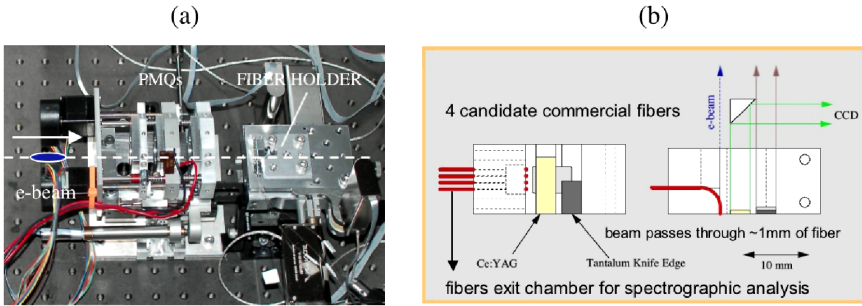 (a)
(b)
PMQs
FIBER HOLDER
e-beam
4 candidate commercial fibers
e-beam
CCD
beam passes through ~1mm of fiber
Ce:YAG
Tantalum Knife Edge
10 mm
fibers exit chamber for spectrographic analysis